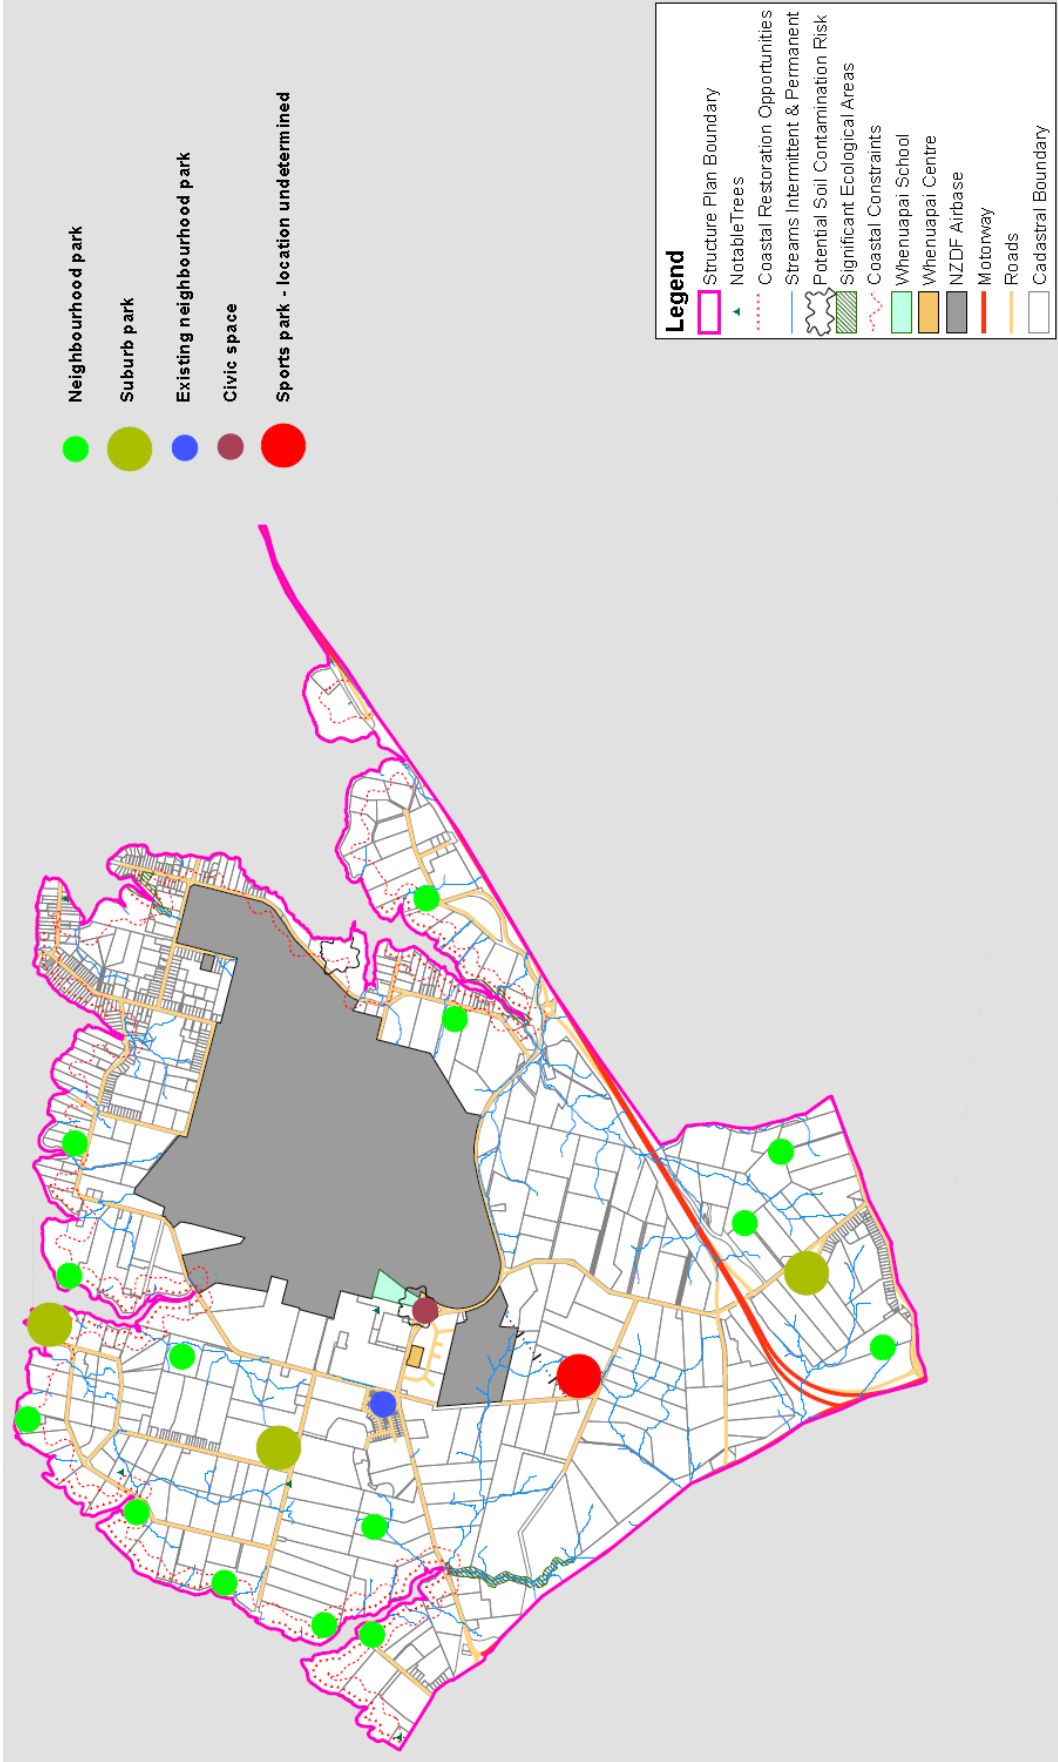 Neighbourhood park
Suburb park
Existing neighbourhood park
Civic space
Sports park - location undetermined
Legend
Structure Plan Boundary
NotableTrees
Coastal Restoration Opportunities
Streams Intermittent & Permanent
Potential Soil Contamination Risk
Significant Ecological Areas
Coastal Constraints
Whenuapai School
Whenuapai Centre
NZDF Airbase
Motorway
Roads
Cadastral Boundary